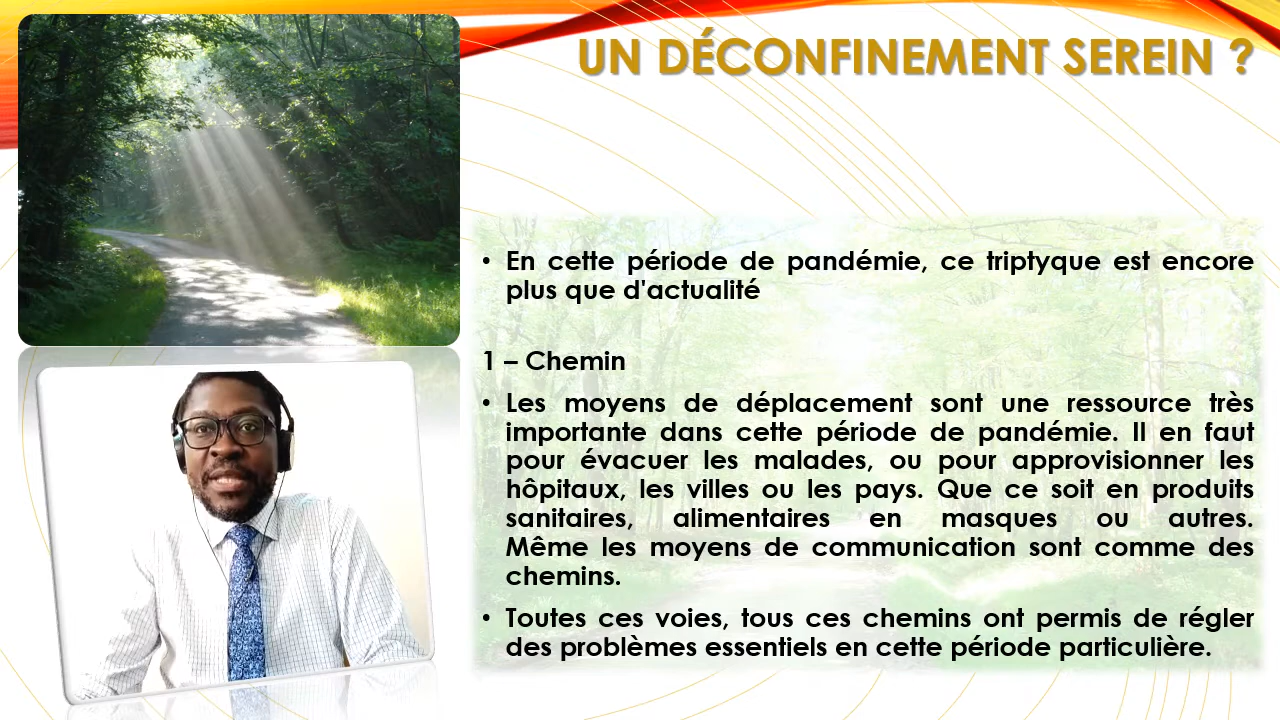 UN DÉCONFINEMENT SEREIN ?
• En cette période de pandémie, ce triptyque est encore
plus que d'actualité
1 – Chemin
• Les moyens de déplacement sont une ressource très
importante dans cette période de pandémie. Il en faut
pour évacuer les malades, ou pour approvisionner les
hôpitaux, les villes ou les pays. Que ce soit en produits
sanitaires, alimentaires en masques ou autres.
Même les moyens de communication sont comme des
chemins.
• Toutes ces voies, tous ces chemins ont permis de régler
des problèmes essentiels en cette période particulière.